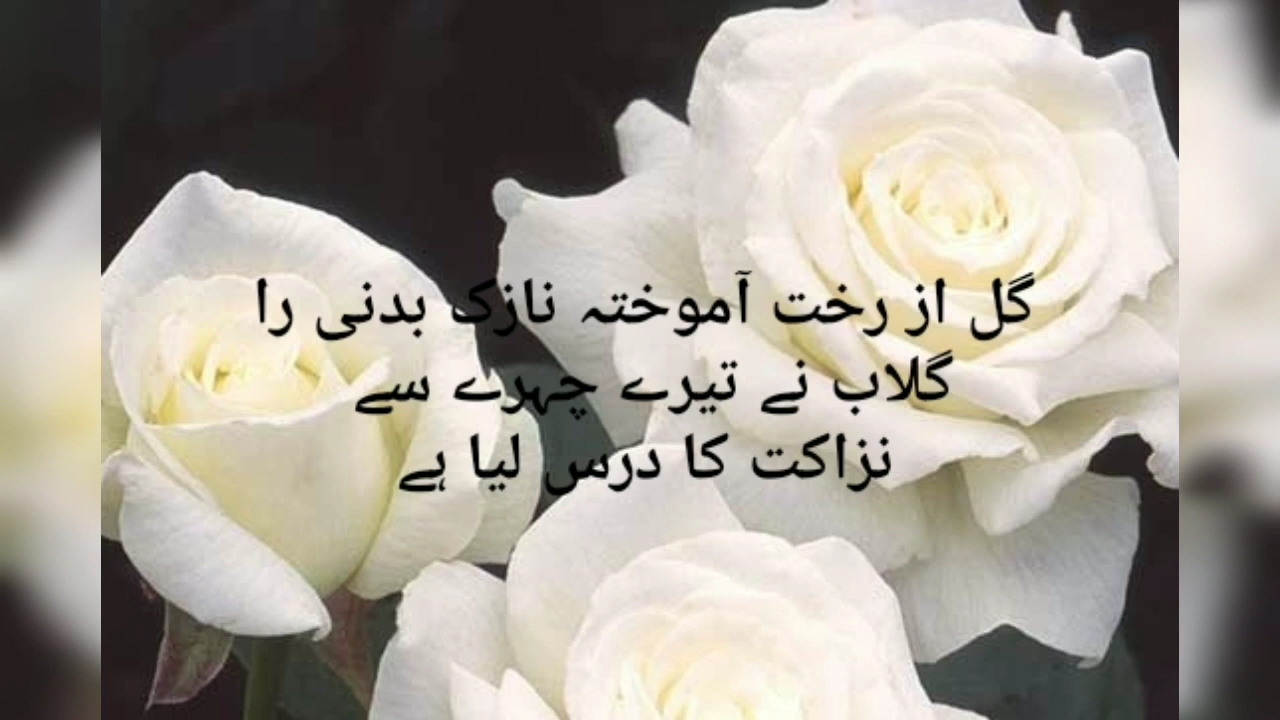 گل از رخت آموختہ نازک بدنی را
گلاب نے تیرے چہرے سے
نزاکت کا درس لیا ہے